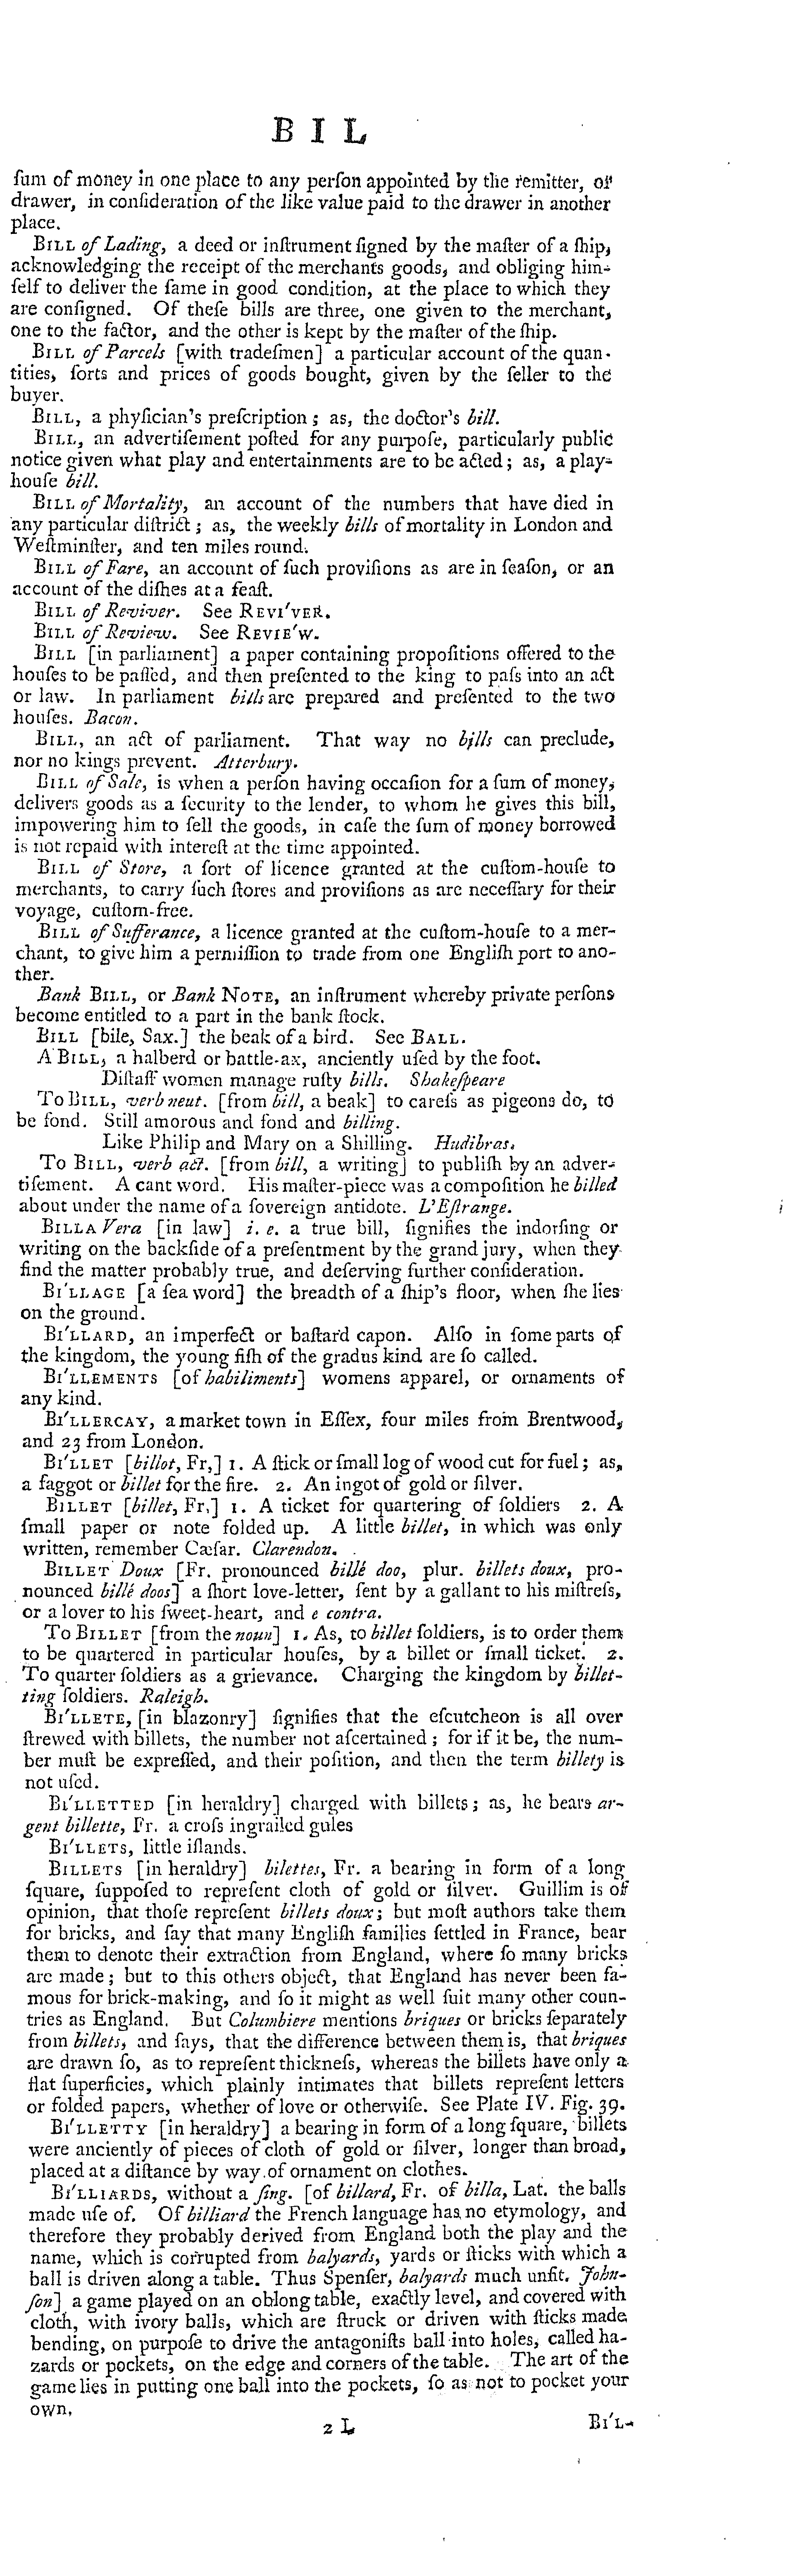 B I L
ſum of money in one place to any perſon appointed by the remitter, or
drawer, in conſideration of the like value paid to the drawer in another
place.
BILL of Lading, a deed or inſtrument ſigned by the maſter of a ſhip,
acknowledging the receipt of the merchants goods, and obliging him-
ſelf to deliver the ſame in good condition, at the place to which they
are conſigned. Of theſe bills are three, one given to the merchant,
one to the factor, and the other is kept by the maſter of the ſhip.
BILL of Parcels [with tradeſmen] a particular account of the quan-
tities, ſorts and prices of goods bought, given by the ſeller to the
buyer.
BILL, a phyſician's preſcription; as, the doctor's bill.
BILL, an advertiſement poſted for any purpoſe, particularly public
notice given what play and entertainments are to be acted; as, a play-
houſe bill.
BILL of Mortality, an account of the numbers that have died in
any particular diſtrict; as, the weekly bills of mortality in London and
Weſtminſter, and ten miles round.
BILL of Fare, an account of ſuch proviſions as are in ſeaſon, or an
account of the diſhes at a feaſt.
BILL of Reviver. See REVI'VER.
BILL of Review. See REVIE'W.
BILL [in parliament] a paper containing propoſitions offered to the
houſes to be paſſed, and then preſented to the king to paſs into an act
or law. In parliament bills are prepared and preſented to the two
houſes. Bacon.
BILL, an act of parliament. That way no bills can preclude,
nor no kings prevent. Atterbury.
BILL of Sale, is when a perſon having occaſion for a ſum of money,
delivers goods as a ſecurity to the lender, to whom he gives this bill,
impowering him to ſell the goods, in caſe the ſum of money borrowed
is not repaid with intereſt at the time appointed.
BILL of Store, a ſort of licence granted at the cuſtom-houſe to
merchants, to carry ſuch ſtores and proviſions as are neceſſary for their
voyage, cuſtom-free.
BILL of Sufferance, a licence granted at the cuſtom-houſe to a mer-
chant, to give him a permiſſion to trade from one Engliſh port to ano-
ther.
Bank BILL, or Bank NOTE, an inſtrument whereby private perſons
become entitled to a part in the bank ſtock.
BILL [bile, Sax.] the beak of a bird. See BALL.
A BILL, a halberd or battle-ax, anciently uſed by the foot.
Diſtaff women manage ruſty bills. Shakeſpeare
To BILL, verb neut. [from bill, a beak] to careſs as pigeons do, to
be fond. Still amorous and fond and billing.
Like Philip and Mary on a Shilling. Hudibras.
To BILL, verb act. [from bill, a writing] to publiſh by an adver-
tiſement. A cant word. His maſter-piece was a compoſition he billed
about under the name of a ſovereign antidote. L'Eſtrange.
BILLA Vera [in law] i. e. a true bill, ſignifies the indorſing or
writing on the backſide of a preſentment by the grand jury, when they
find the matter probably true, and deſerving further conſideration.
BI'LLAGE [a ſea word] the breadth of a ſhip's floor, when ſhe lies
on the ground.
BI'LLARD, an imperfect or baſtard capon. Alſo in ſome parts of
the kingdom, the young fiſh of the gradus kind are ſo called.
BI'LLEMENTS [of habiliments] womens apparel, or ornaments of
any kind.
BI'LLERCAY, a market town in Eſſex, four miles from Brentwood,
and 23 from London.
BI'LLET [billot, Fr,] 1. A ſtick or ſmall log of wood cut for fuel; as,
a faggot or billet for the fire. 2. An ingot of gold or ſilver.
BILLET [billet, Fr.] 1. A ticket for quartering of ſoldiers 2. A
ſmall paper or note folded up. A little billet, in which was only
written, remember Cæſar. Clarendon.
BILLET Doux [Fr. pronounced billé doo, plur. billets doux, pro-
nounced billé doos] a ſhort love-letter, ſent by a gallant to his miſtreſs,
or a lover to his ſweet-heart, and e contra.
To BILLET [from the noun] 1. As, to billet ſoldiers, is to order them
to be quartered in particular houſes, by a billet or ſmall ticket. 2.
To quarter ſoldiers as a grievance. Charging the kingdom by billet-
ting ſoldiers. Raleigh.
BI'LLETE, [in blazonry] ſignifies that the eſcutcheon is all over
ſtrewed with billets, the number not aſcertained; for if it be, the num-
ber muſt be expreſſed, and their poſition, and then the term billety is
not uſed.
BI'LLETTED [in heraldry] charged with billets; as, he bears ar-
gent billette, Fr. a croſs ingrailed gules
BI'LLETS, little iſlands.
BILLETS [in heraldry] bilettes, Fr. a bearing in form of a long
ſquare, ſuppoſed to repreſent cloth of gold or ſilver. Guillim is of
opinion, that thoſe repreſent billets doux; but moſt authors take them
for bricks, and ſay that many Engliſh families ſettled in France, bear
them to denote their extraction from England, where ſo many bricks
are made; but to this others object, that England has never been fa-
mous for brick-making, and ſo it might as well ſuit many other coun-
tries as England. But Columbiere mentions briques or bricks ſeparately
from billets, and ſays, that the difference between them is, that briques
are drawn ſo, as to repreſent thickneſs, whereas the billets have only a
flat ſuperficies, which plainly intimates that billets repreſent letters
or folded papers, whether of love or otherwiſe. See Plate IV. Fig. 39.
BI'LLETTY [in heraldry] a bearing in form of a long ſquare, billets
were anciently of pieces of cloth of gold or ſilver, longer than broad,
placed at a diſtance by way of ornament on clothes.
BI'LLIARDS, without a ſing. [of billard, Fr. of billa, Lat. the balls
made uſe of. Of billiard the French language has no etymology, and
therefore they probably derived from England both the play and the
name, which is corrupted from balyards, yards or ſticks with which a
ball is driven along a table. Thus Spenſer, balyards much unfit. John-
ſon] a game played on an oblong table, exactly level, and covered with
cloth, with ivory balls, which are ſtruck or driven with ſticks made
bending, on purpoſe to drive the antagoniſts ball into holes, called ha-
zards or pockets, on the edge and corners of the table. The art of the
game lies in putting one ball into the pockets, ſo as not to pocket your
own.
2 L
BI'L-